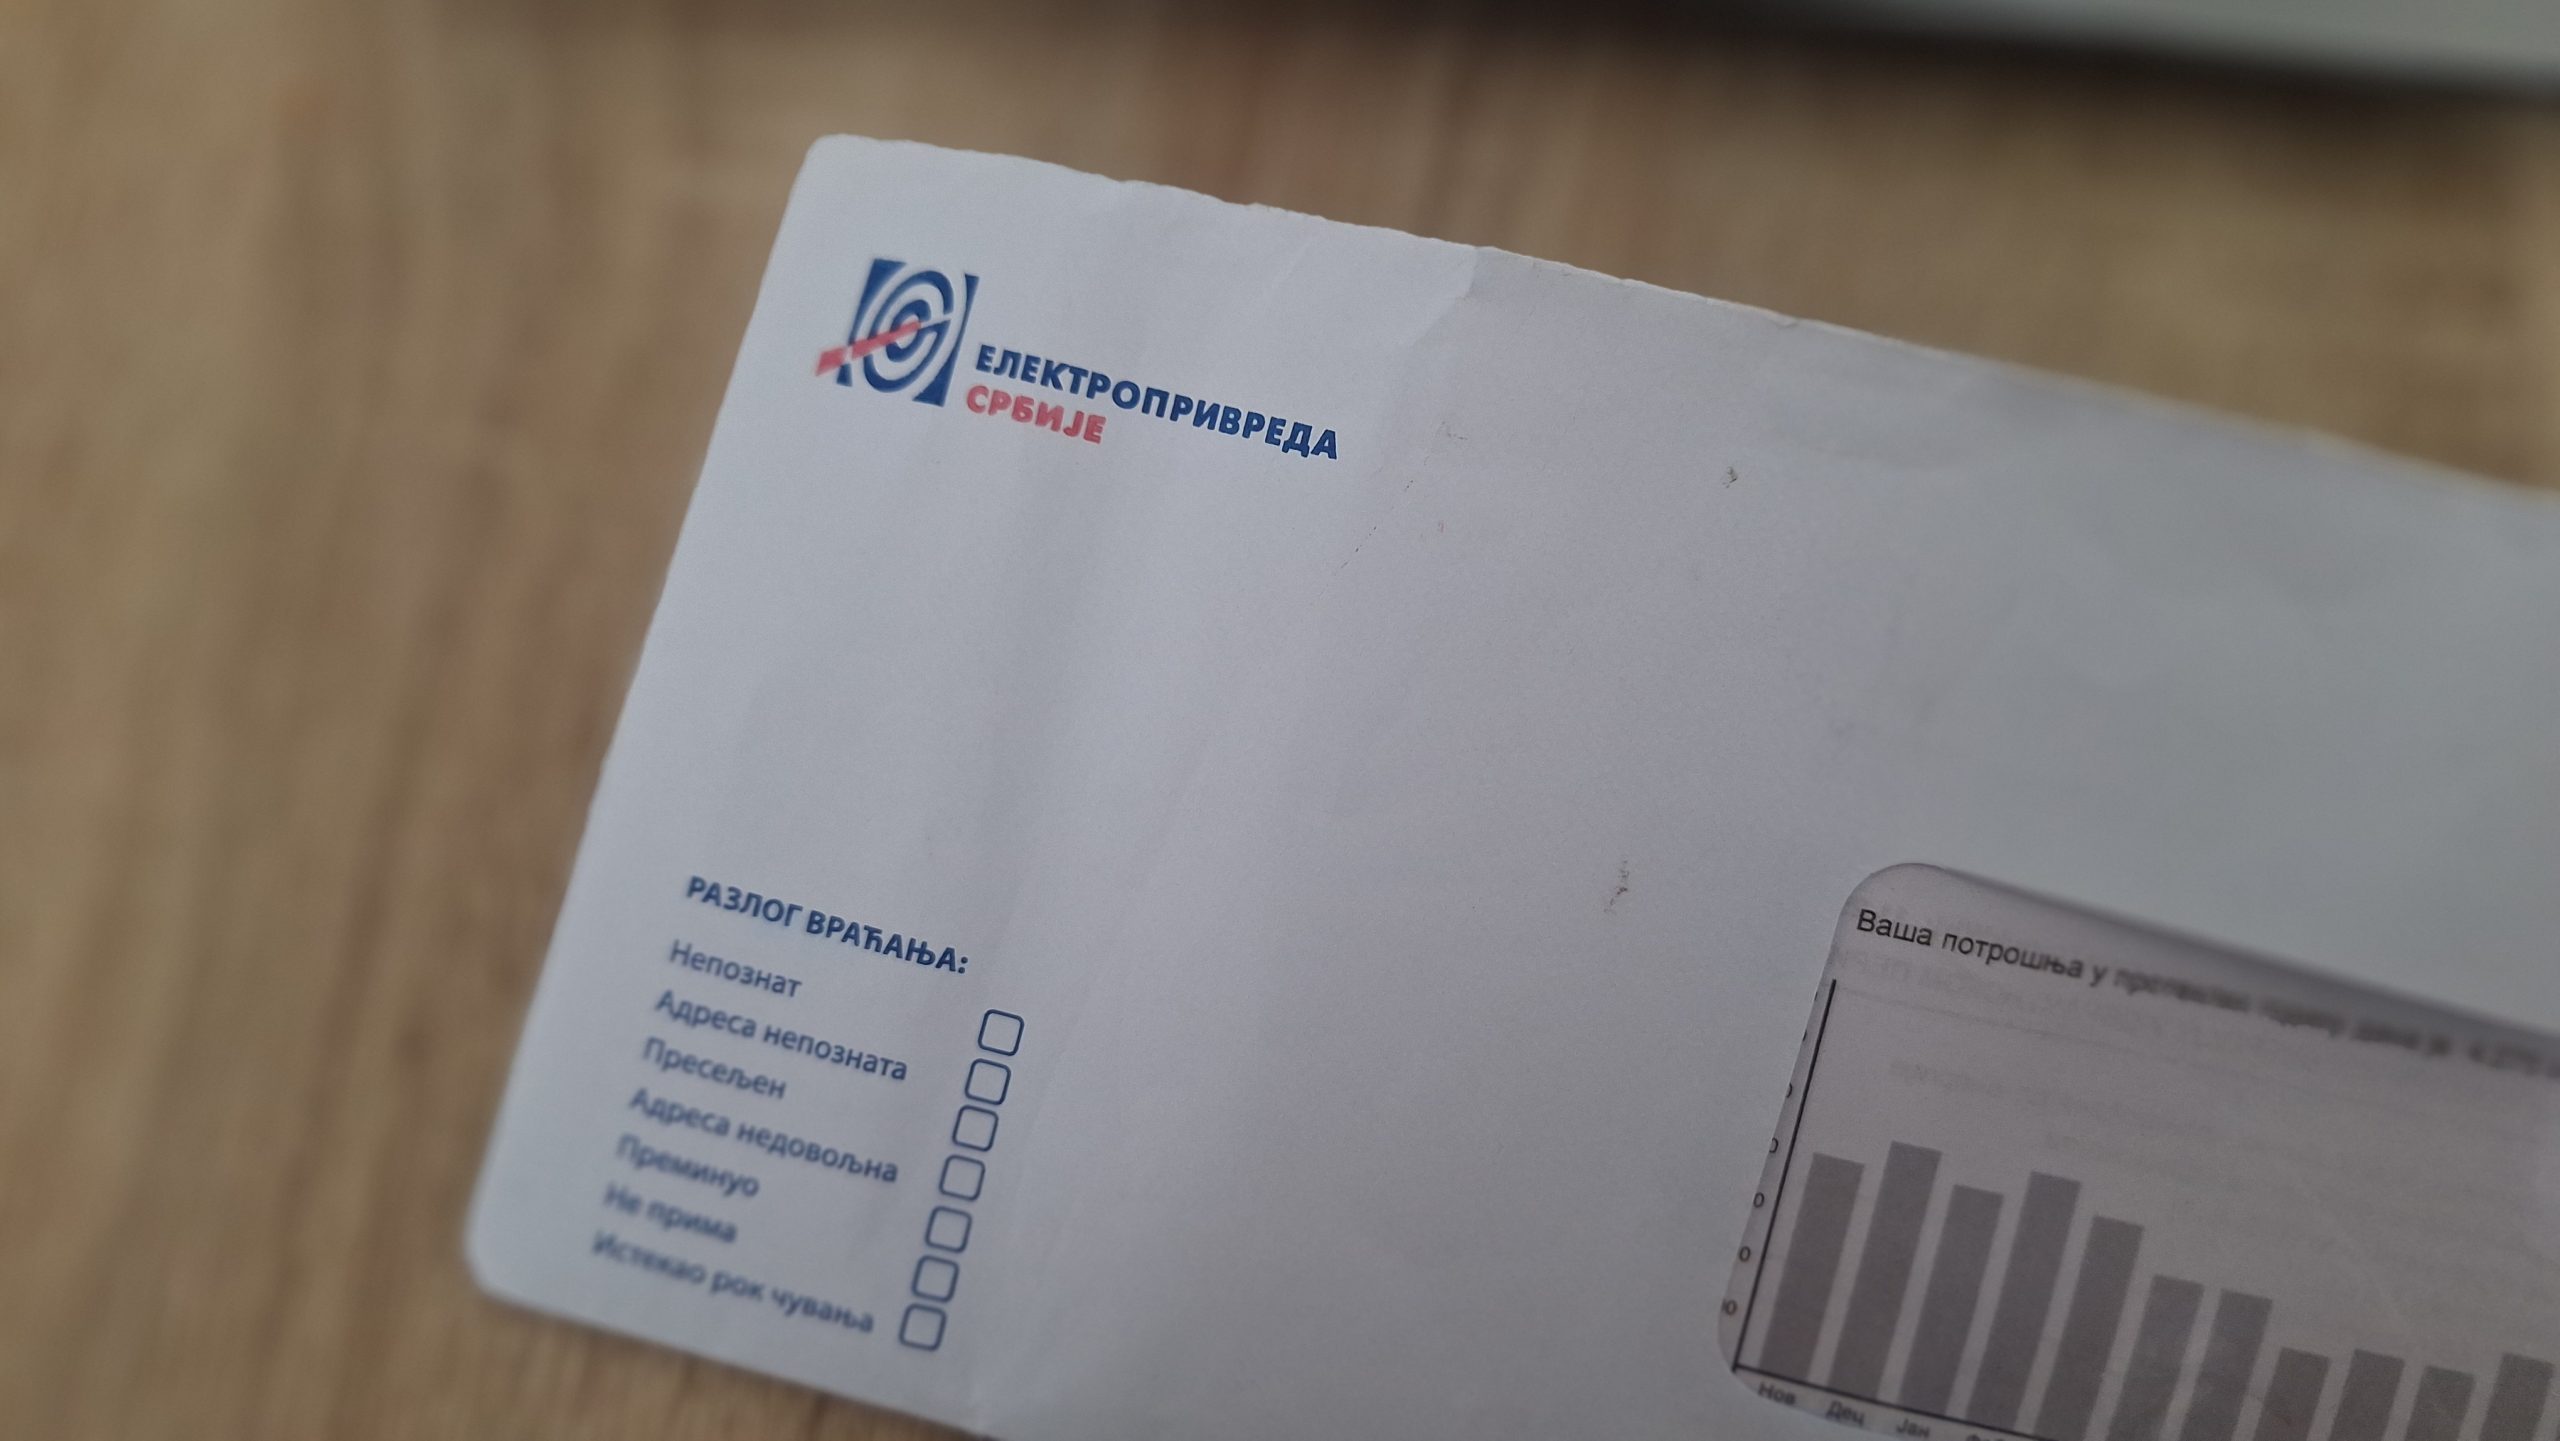 ЕЛЕКТРОПРИВРЕДА
СРБИЈЕ
РАЗЛОГ ВРАЋАЊА:
Непознат
Адреса непозната
Пресељен
Адреса недовољна
Преминуо
Не прима
Истекао рок чувања
Ваша потрошња у
Нов
Дец
Јан